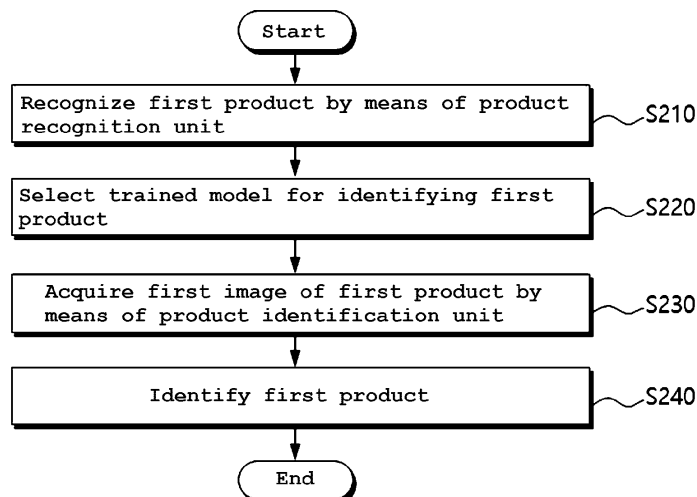 Start
Recognize first product by means of product
recognition unit
S210
Select trained model for identifying first
product
S220
Acquire first image of first product by
means of product identification unit
S230
Identify first product
S240
End